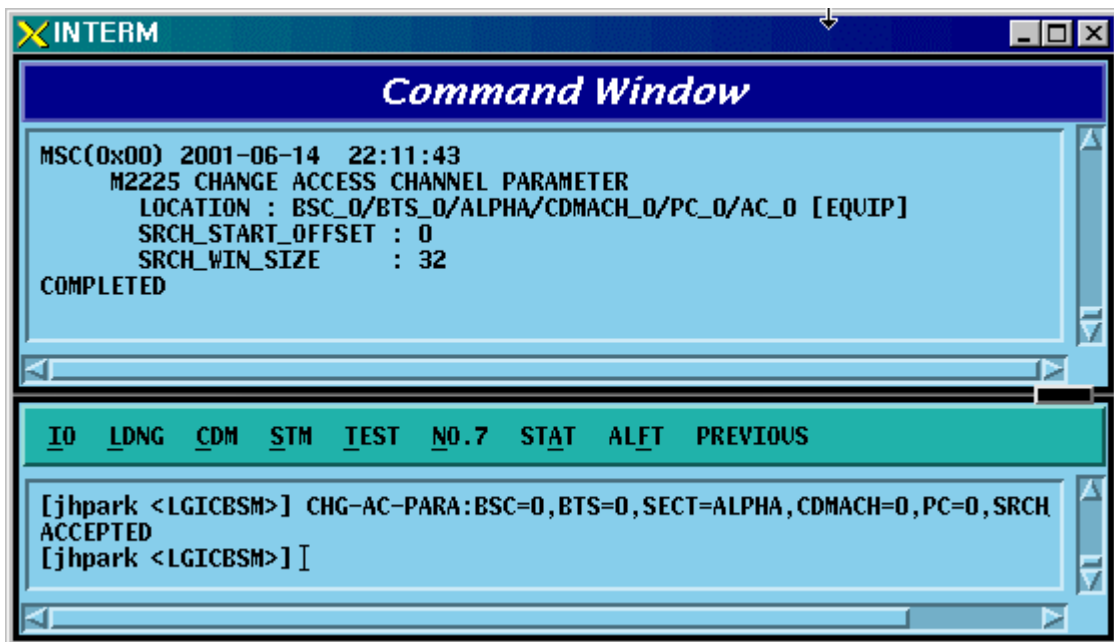 INTERM
Command Window
MSC(0x00) 2001-06-14 22:11:43
M2225 CHANGE ACCESS CHANNEL PARAMETER
LOCATION : BSC_0/BTS_0/ALPHA/CDMACH_0/PC_0/AC_0 [EQUIP]
SRCH_START_OFFSET : 0
SRCH_WIN_SIZE : 32
COMPLETED
IO LDNG CDM STM TEST NO.7 STAT ALFT PREVIOUS
[jhpark <LGICBSM>] CHG-AC-PARA:BSC=0,BTS=0,SECT=ALPHA,CDMACH=0,PC=0,SRCH
ACCEPTED
[jhpark <LGICBSM>]